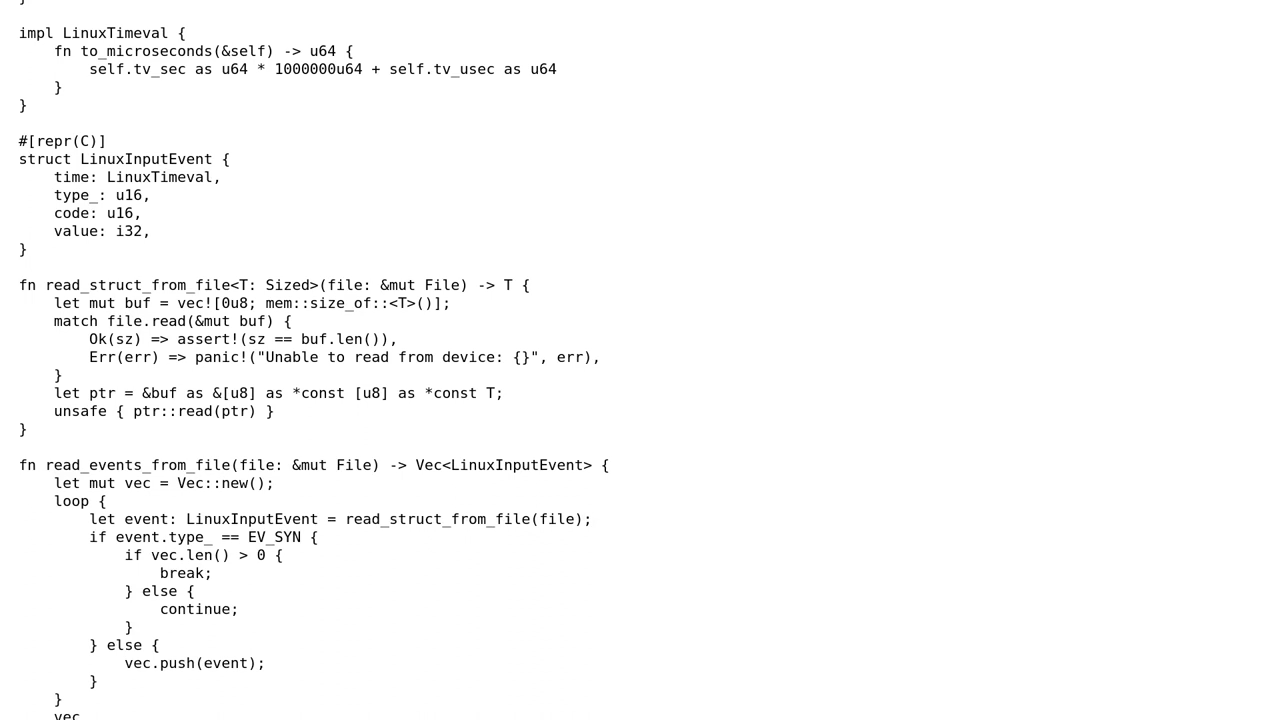 }
impl LinuxTimeval {
    fn to_microseconds(&self) -> u64 {
        self.tv_sec as u64 * 1000000u64 + self.tv_usec as u64
    }
}
#[repr(C)]
struct LinuxInputEvent {
    time: LinuxTimeval,
    type_: u16,
    code: u16,
    value: i32,
}
fn read_struct_from_file<T: Sized>(file: &mut File) -> T {
    let mut buf = vec![0u8; mem::size_of::<T>()];
    match file.read(&mut buf) {
        Ok(sz) => assert!(sz == buf.len()),
        Err(err) => panic!("Unable to read from device: {}", err),
    }
    let ptr = &buf as &[u8] as *const [u8] as *const T;
    unsafe { ptr::read(ptr) }
}
fn read_events_from_file(file: &mut File) -> Vec<LinuxInputEvent> {
    let mut vec = Vec::new();
    loop {
        let event: LinuxInputEvent = read_struct_from_file(file);
        if event.type_ == EV_SYN {
            if vec.len() > 0 {
                break;
            } else {
                continue;
            }
        } else {
            vec.push(event);
        }
    }
    vec